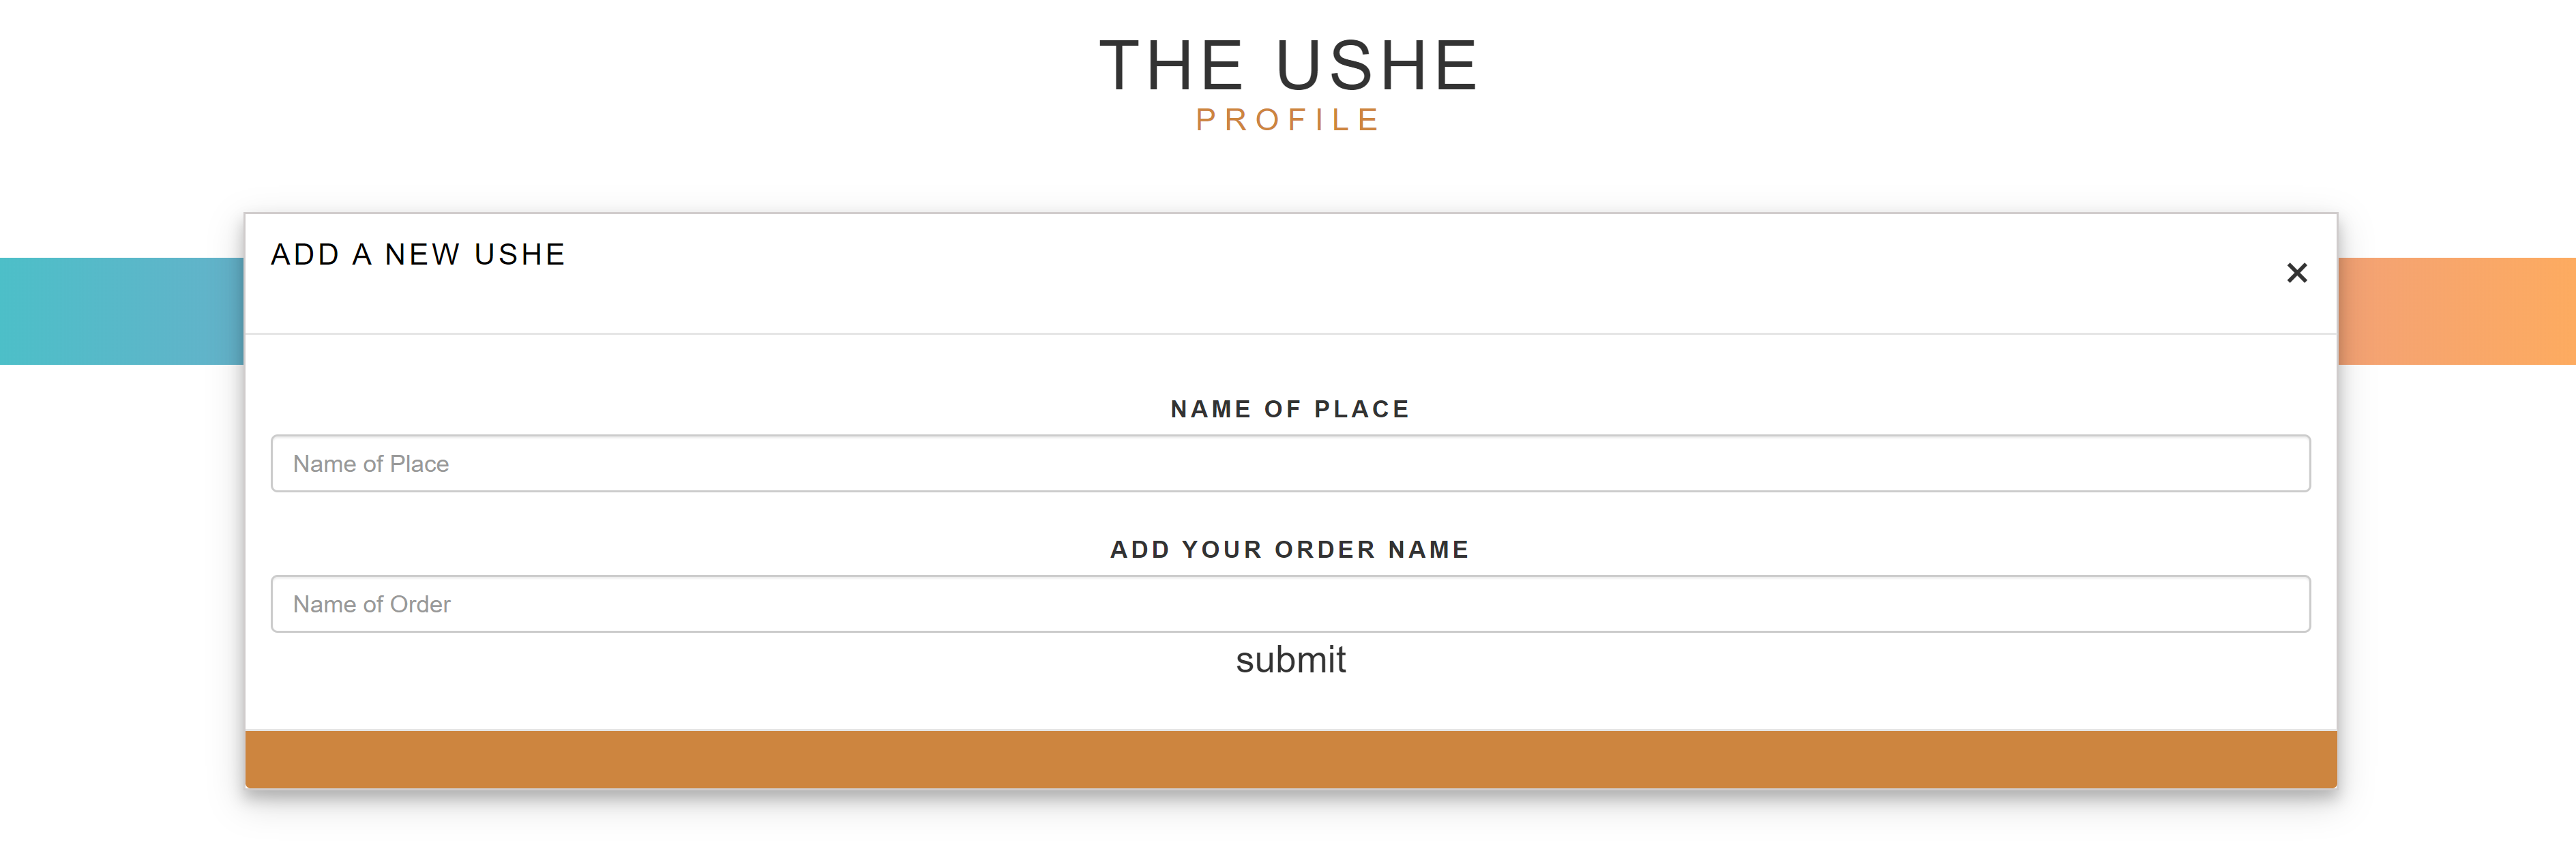 THE USHE
PROFILE
ADD A NEW USHE
×
NAME OF PLACE
Name of Place
ADD YOUR ORDER NAME
Name of Order
submit